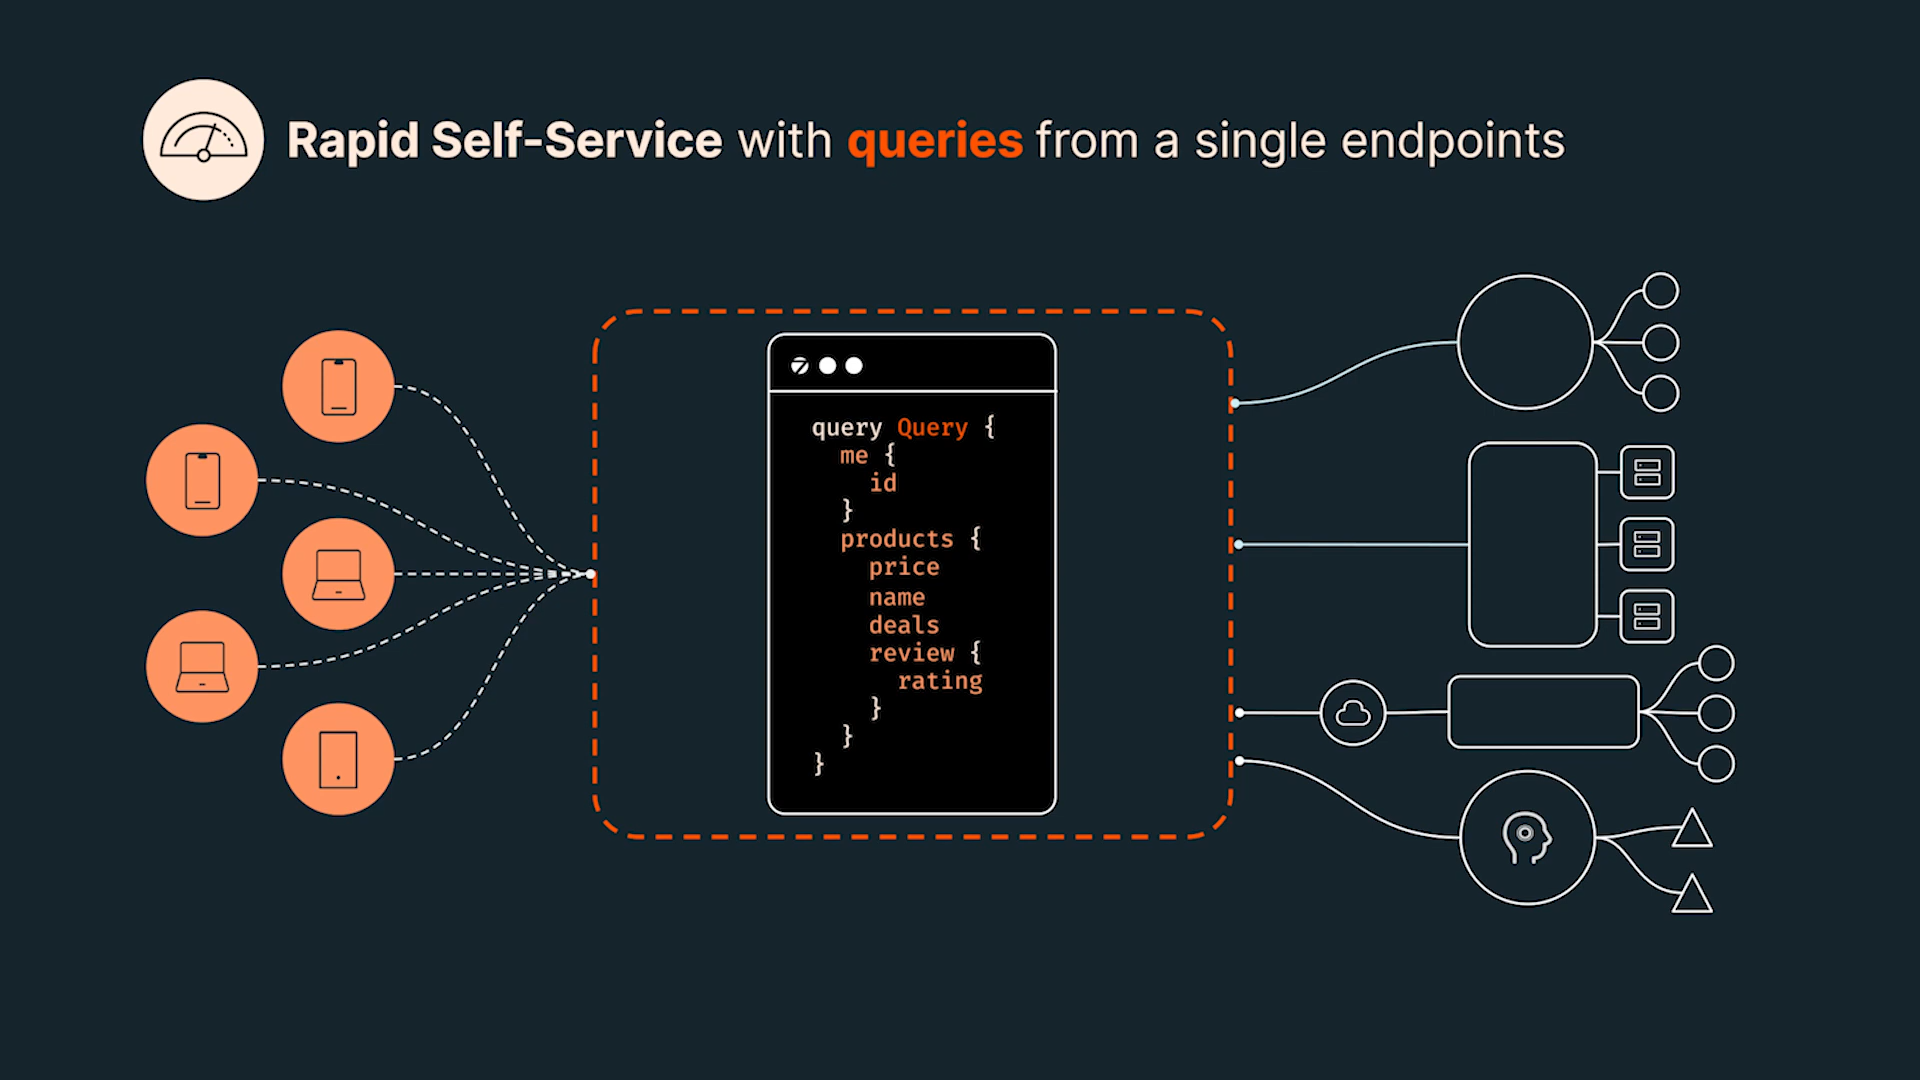 Rapid Self-Service with queries from a single endpoints
query Query {
me {
id
}
products {
price
name
deals
review {
rating
}
}
}